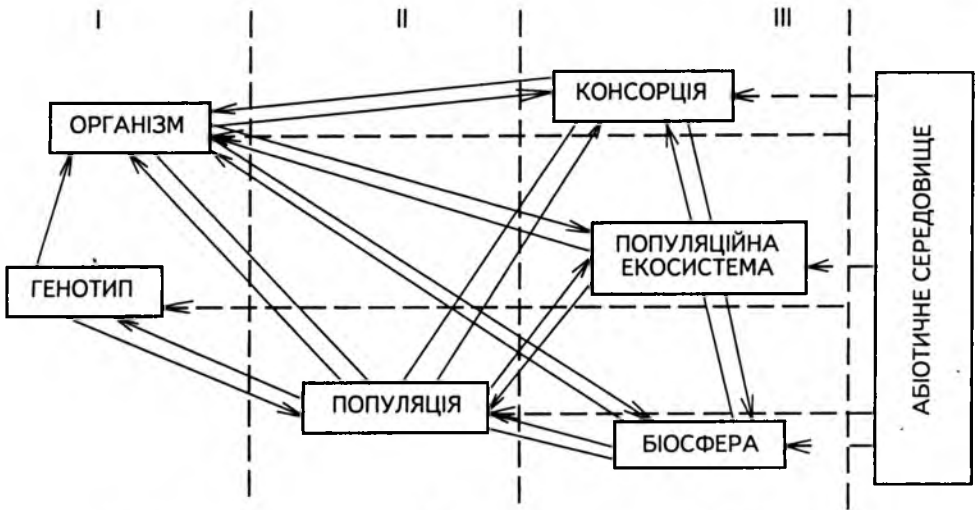 I
II
III
КОНСОРЦІЯ
ОРГАНІЗМ
ПОПУЛЯЦІЙНА
ЕКОСИСТЕМА
ГЕНОТИП
ПОПУЛЯЦІЯ
БІОСФЕРА
АБІОТИЧНЕ СЕРЕДОВИЩЕ